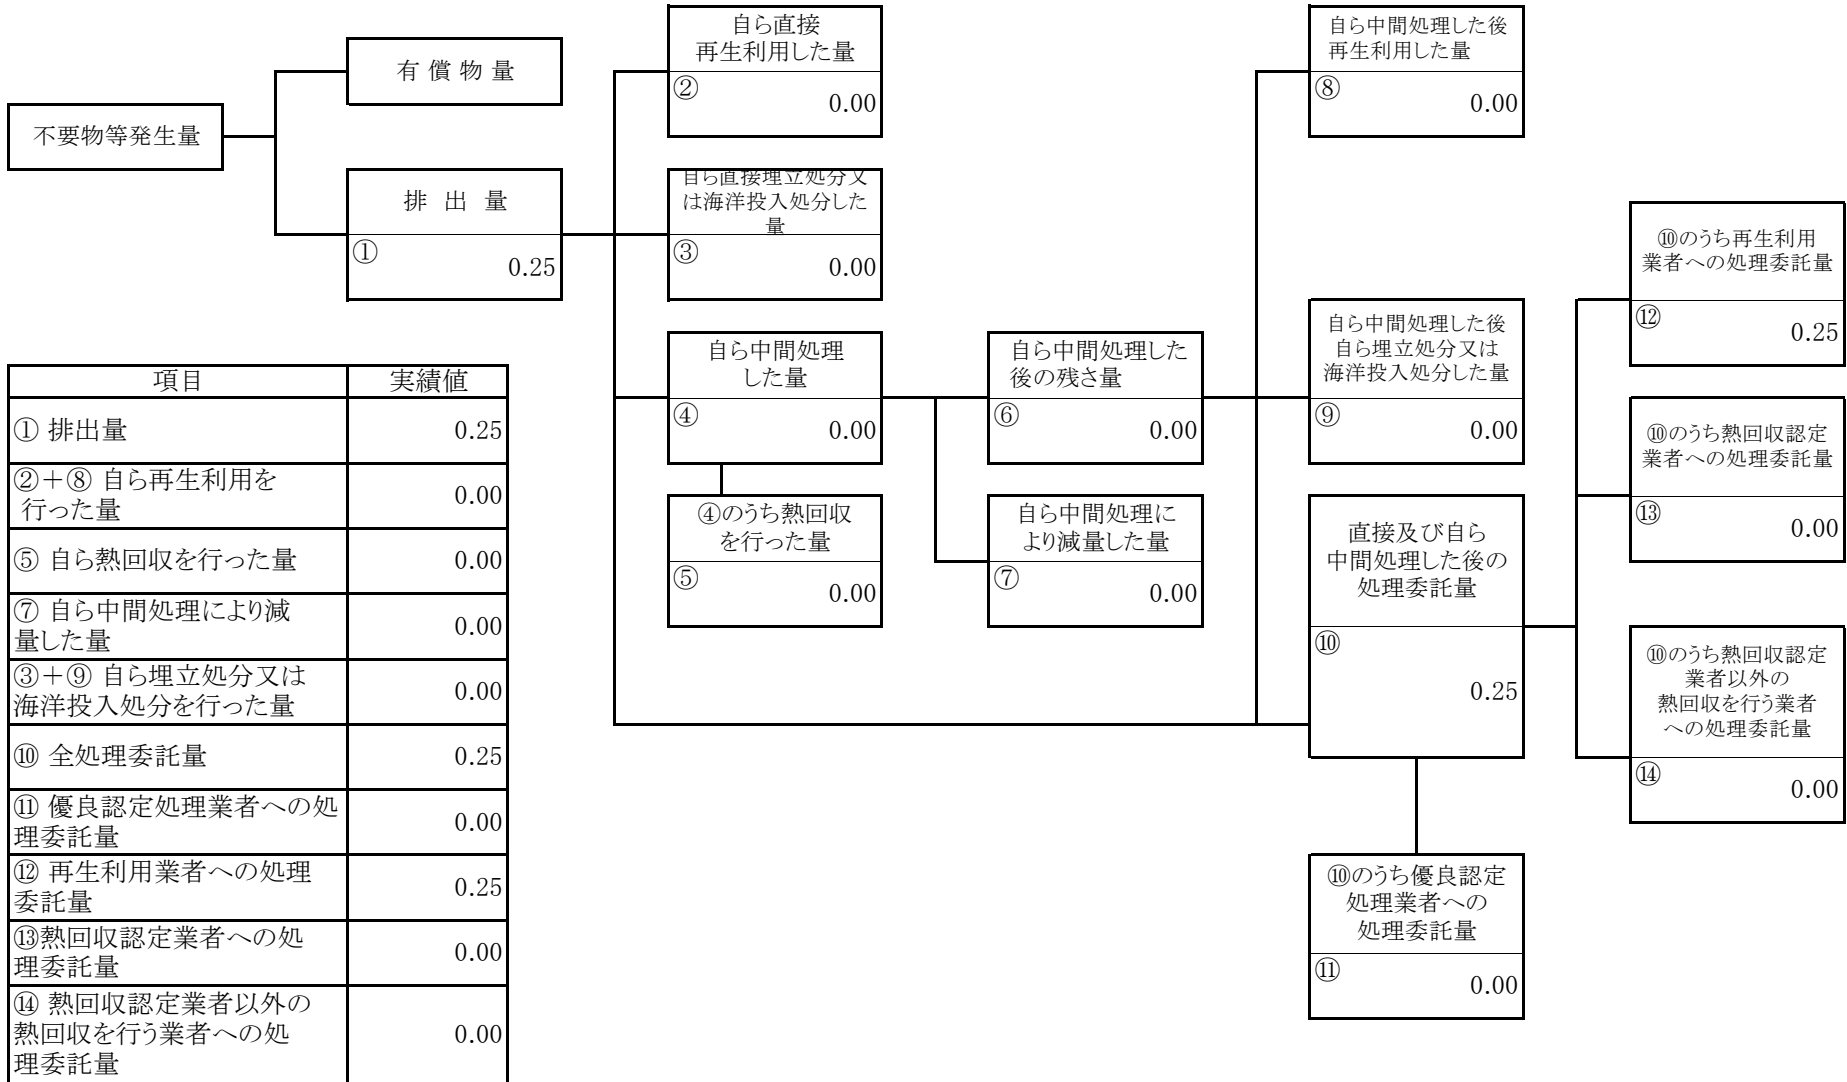 不要物等発生量
有 償 物 量
排 出 量
①
0.25
自ら直接
再生利用した量
②
0.00
自ら直接埋立処分又
は海洋投入処分した
量
③
0.00
自ら中間処理
した量
④
0.00
④のうち熱回収
を行った量
⑤
0.00
自ら中間処理した
後の残さ量
⑥
0.00
自ら中間処理に
より減量した量
⑦
0.00
自ら中間処理した後
再生利用した量
⑧
0.00
自ら中間処理した後
自ら埋立処分又は
海洋投入処分した量
⑨
0.00
直接及び自ら
中間処理した後の
処理委託量
⑩
0.25
⑩のうち優良認定
処理業者への
処理委託量
⑪
0.00
⑩のうち再生利用
業者への処理委託量
⑫
0.25
⑩のうち熱回収認定
業者への処理委託量
⑬
0.00
⑩のうち熱回収認定
業者以外の
熱回収を行う業者
への処理委託量
⑭
0.00
項目 実績値
① 排出量 0.25
②＋⑧ 自ら再生利用を
行った量 0.00
⑤ 自ら熱回収を行った量 0.00
⑦ 自ら中間処理により減
量した量 0.00
③＋⑨ 自ら埋立処分又は
海洋投入処分を行った量 0.00
⑩ 全処理委託量 0.25
⑪ 優良認定処理業者への処
理委託量 0.00
⑫ 再生利用業者への処理
委託量 0.25
⑬熱回収認定業者への処
理委託量 0.00
⑭ 熱回収認定業者以外の
熱回収を行う業者への処
理委託量 0.00